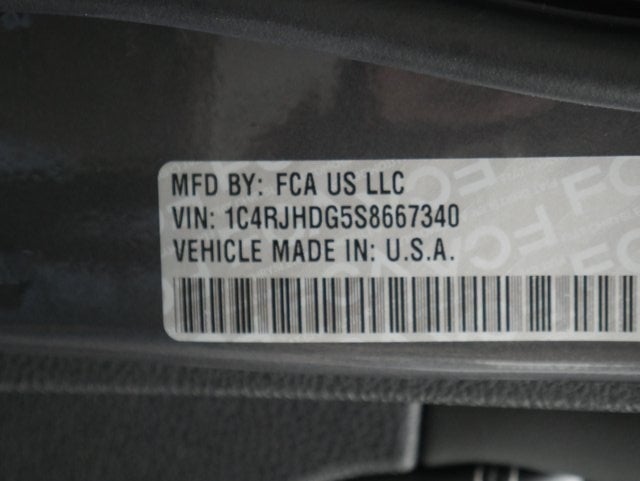 MFD BY: FCA US LLC
VIN: 1C4RJHDG5S8667340
VEHICLE MADE IN: U.S.A.